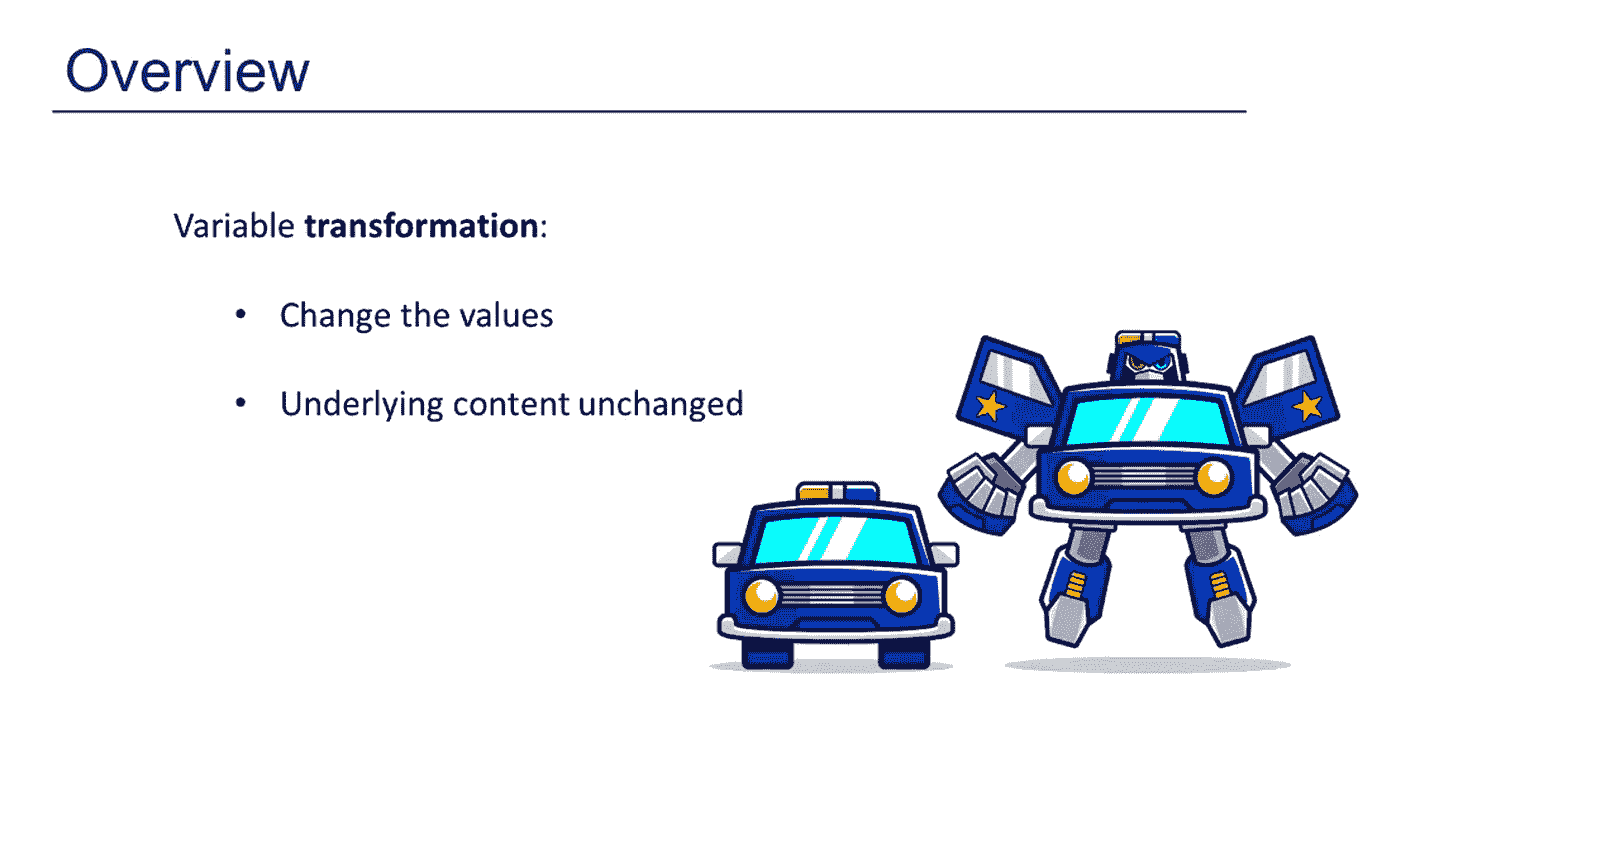 Overview
Variable transformation:
• Change the values
• Underlying content unchanged